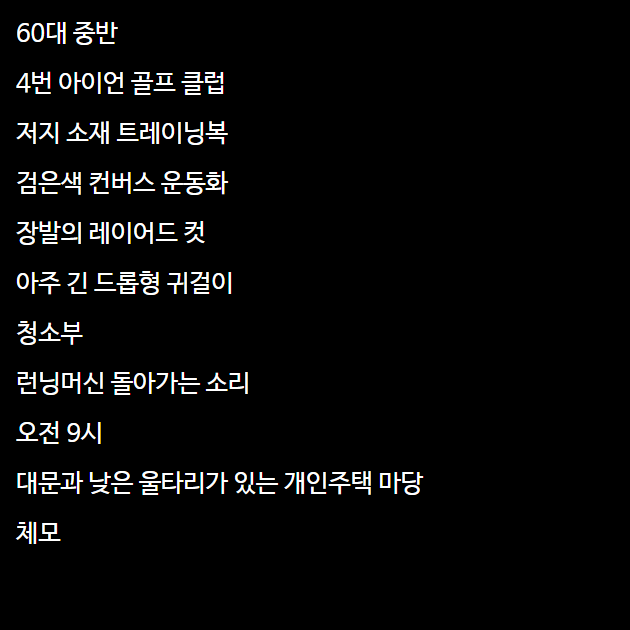 60대 중반
4번 아이언 골프 클럽
저지 소재 트레이닝복
검은색 컨버스 운동화
장발의 레이어드 컷
아주 긴 드롭형 귀걸이
청소부
런닝머신 돌아가는 소리
오전 9시
대문과 낮은 울타리가 있는 개인주택 마당
체모